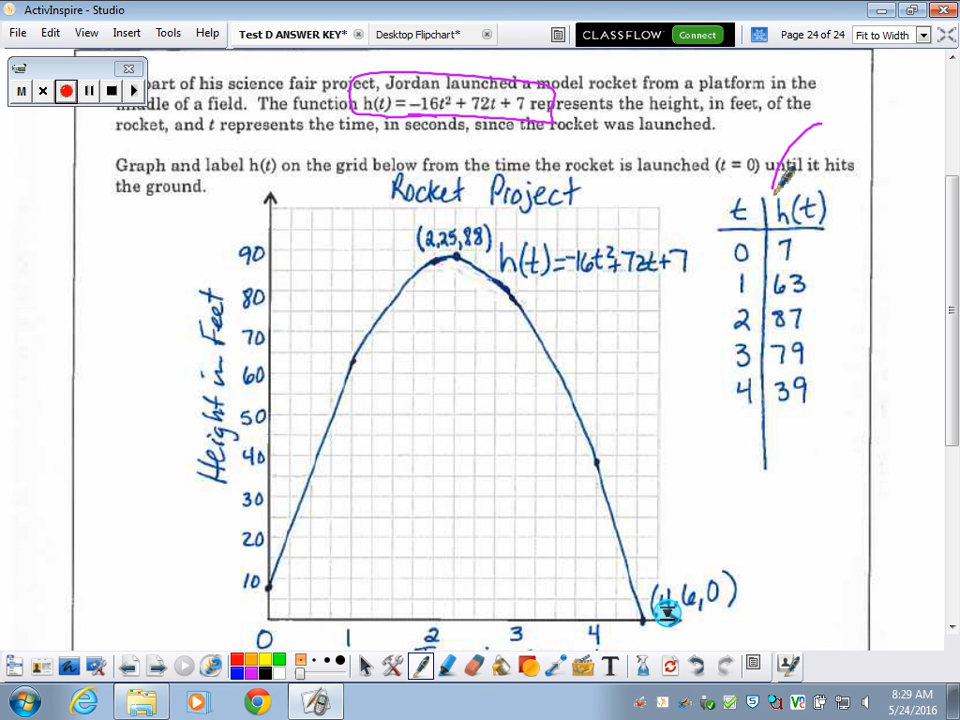 ActivInspire - Studio
File Edit View Insert Tools Help
Test D ANSWER KEY* Desktop Flipchart* CLASSFLOW Connect Page 24 of 24 Fit to Width
M
part of his science fair project, Jordan launched a model rocket from a platform in the
middle of a field. The function h(t) = –16t² + 72t + 7 represents the height, in feet, of the
rocket, and t represents the time, in seconds, since the rocket was launched.
Graph and label h(t) on the grid below from the time the rocket is launched (t = 0) until it hits
the ground.
Rocket Project
t h(t)
0 7
1 63
2 87
3 79
4 39
(2.25,88)
h(t)=-16t²+72t+7
Height in Feet
90
80
70
60
50
40
30
20
10
(4.6,0)
0 1 2 3 4
T
8:29 AM
5/24/2016